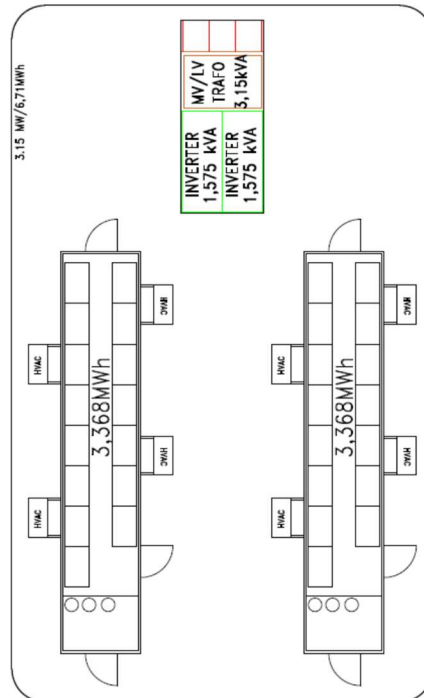 3.15 MW/6,71MWh
MV/LV
TRAFO
3,15kVA
INVERTER
1,575 kVA
INVERTER
1,575 kVA
HVAC
HVAC
HVAC
HVAC
3,368MWh
HVAC
HVAC
HVAC
HVAC
3,368MWh